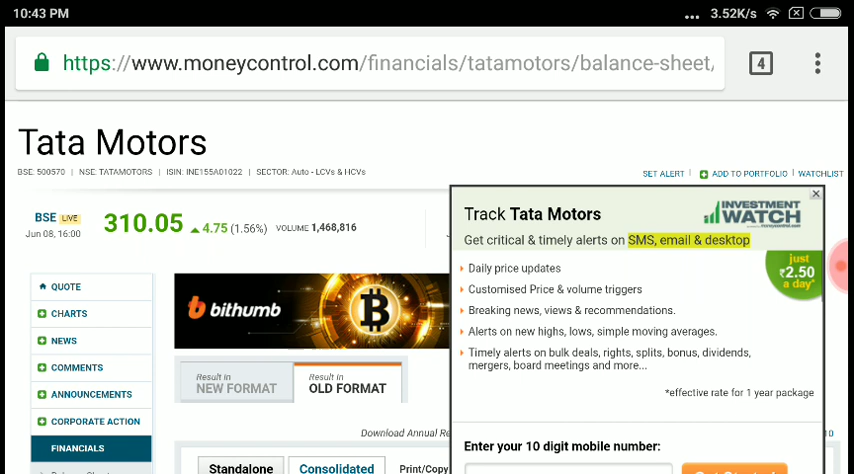 10:43 PM
... 3.52K/s
https://www.moneycontrol.com/financials/tatamotors/balance-sheet/
4
Tata Motors
BSE: 500570 | NSE: TATAMOTORS | ISIN: INE155A01022 | SECTOR: Auto - LCVs & HCVs
SET ALERT | ADD TO PORTFOLIO | WATCHLIST
BSE LIVE
Jun 08, 16:00
310.05 4.75 (1.56%) VOLUME 1,468,816
Track Tata Motors
INVESTMENT
WATCH
Get critical & timely alerts on SMS, email & desktop
just
₹2.50
a day*
Daily price updates
Customised Price & volume triggers
Breaking news, views & recommendations.
Alerts on new highs, lows, simple moving averages.
Timely alerts on bulk deals, rights, splits, bonus, dividends,
mergers, board meetings and more...
*effective rate for 1 year package
Enter your 10 digit mobile number:
QUOTE
CHARTS
NEWS
COMMENTS
ANNOUNCEMENTS
CORPORATE ACTION
FINANCIALS
bithumb
Result in
NEW FORMAT
Result in
OLD FORMAT
Download Annual Re
10
Standalone Consolidated Print/Copy